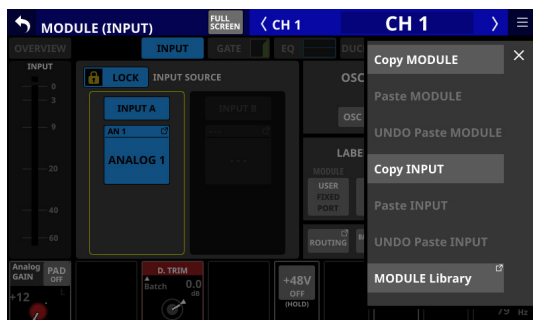 MODULE (INPUT)
FULL
SCREEN
CH 1
CH 1
OVERVIEW
INPUT
GATE
EQ
DUC
INPUT
0
3
9
20
40
60
LOCK
INPUT SOURCE
INPUT A
INPUT B
AN 1
- - -
ANALOG 1
- - -
OSC
OSC
LABE
MODULE
USER
FIXED
PORT
ROUTING
Copy MODULE
Paste MODULE
UNDO Paste MODULE
Copy INPUT
Paste INPUT
UNDO Paste INPUT
MODULE Library
Analog
GAIN
PAD
OFF
+12
L
D. TRIM
Batch
0.0
dB
+48V
OFF
(HOLD)
79 Hz